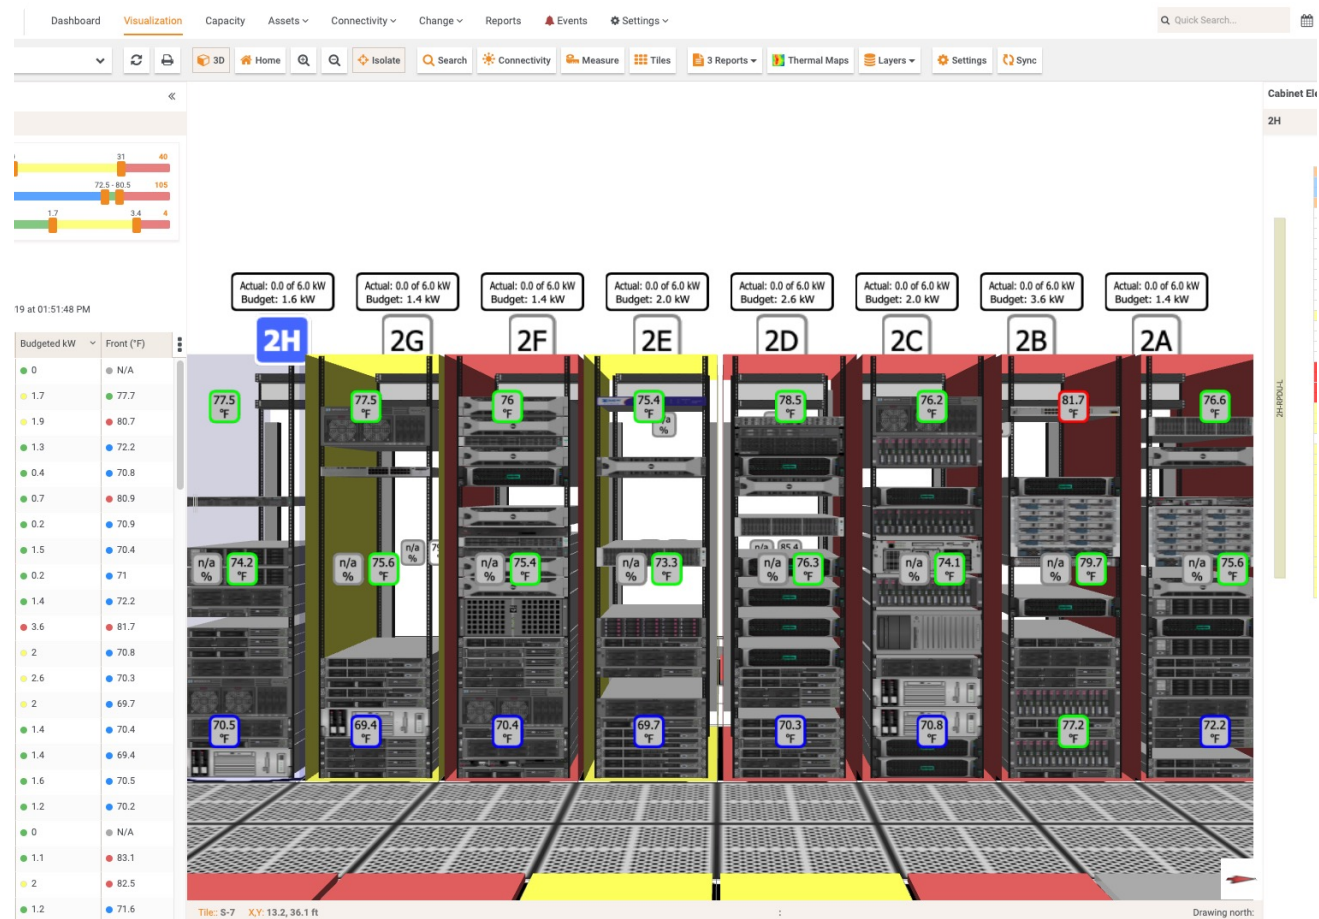 Dashboard Visualization Capacity Assets Connectivity Change Reports Events Settings Quick Search...
3D Home Isolate Search Connectivity Measure Tiles 3 Reports Thermal Maps Layers Settings Sync
Cabinet Ele
2H
31 40
72.5 - 80.5 105
1.7 3.4 4
19 at 01:51:48 PM
Budgeted kW Front (°F)
0 N/A
1.7 77.7
1.9 80.7
1.3 72.2
0.4 70.8
0.7 80.9
0.2 70.9
1.5 70.4
0.2 71
1.4 72.2
3.6 81.7
2 70.8
2.6 70.3
2 69.7
1.4 70.4
1.4 69.4
1.6 70.5
1.2 70.2
0 N/A
1.1 83.1
2 82.5
1.2 71.6
Actual: 0.0 of 6.0 kW
Budget: 1.6 kW
Actual: 0.0 of 6.0 kW
Budget: 1.4 kW
Actual: 0.0 of 6.0 kW
Budget: 1.4 kW
Actual: 0.0 of 6.0 kW
Budget: 2.0 kW
Actual: 0.0 of 6.0 kW
Budget: 2.6 kW
Actual: 0.0 of 6.0 kW
Budget: 2.0 kW
Actual: 0.0 of 6.0 kW
Budget: 3.6 kW
Actual: 0.0 of 6.0 kW
Budget: 1.4 kW
2H 2G 2F 2E 2D 2C 2B 2A
77.5 °F
77.5 °F
76 °F
75.4 °F
78.5 °F
76.2 °F
81.7 °F
76.6 °F
n/a % 74.2 °F
n/a % 75.6 °F
n/a %
n/a % 75.4 °F
n/a % 73.3 °F
n/a 85.4
n/a % 76.3 °F
n/a % 74.1 °F
n/a % 79.7 °F
n/a % 75.6 °F
70.5 °F
69.4 °F
70.4 °F
69.7 °F
70.3 °F
70.8 °F
77.2 °F
72.2 °F
2H-RPDU-L
Tile: S-7 X,Y: 13.2, 36.1 ft :
Drawing north: